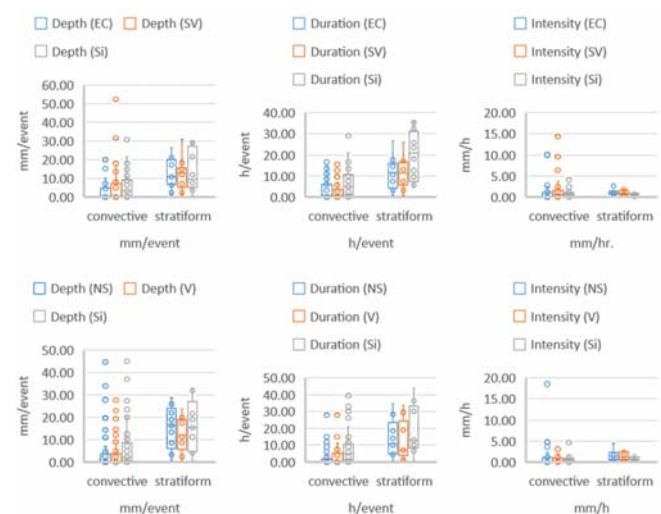 Depth (EC) Depth (SV)
Depth (Si)
60.00
50.00
40.00
30.00
20.00
10.00
0.00
mm/event
convective stratiform
mm/event
Duration (EC)
Duration (SV)
Duration (Si)
40.00
30.00
20.00
10.00
0.00
h/event
convective stratiform
h/event
Intensity (EC)
Intensity (SV)
Intensity (Si)
20.00
15.00
10.00
5.00
0.00
mm/h
convective stratiform
mm/hr.
Depth (NS) Depth (V)
Depth (Si)
50.00
40.00
30.00
20.00
10.00
0.00
mm/event
convective stratiform
mm/event
Duration (NS)
Duration (V)
Duration (Si)
50.00
40.00
30.00
20.00
10.00
0.00
h/event
convective stratiform
h/event
Intensity (NS)
Intensity (V)
Intensity (Si)
20.00
15.00
10.00
5.00
0.00
mm/h
convective stratiform
mm/h